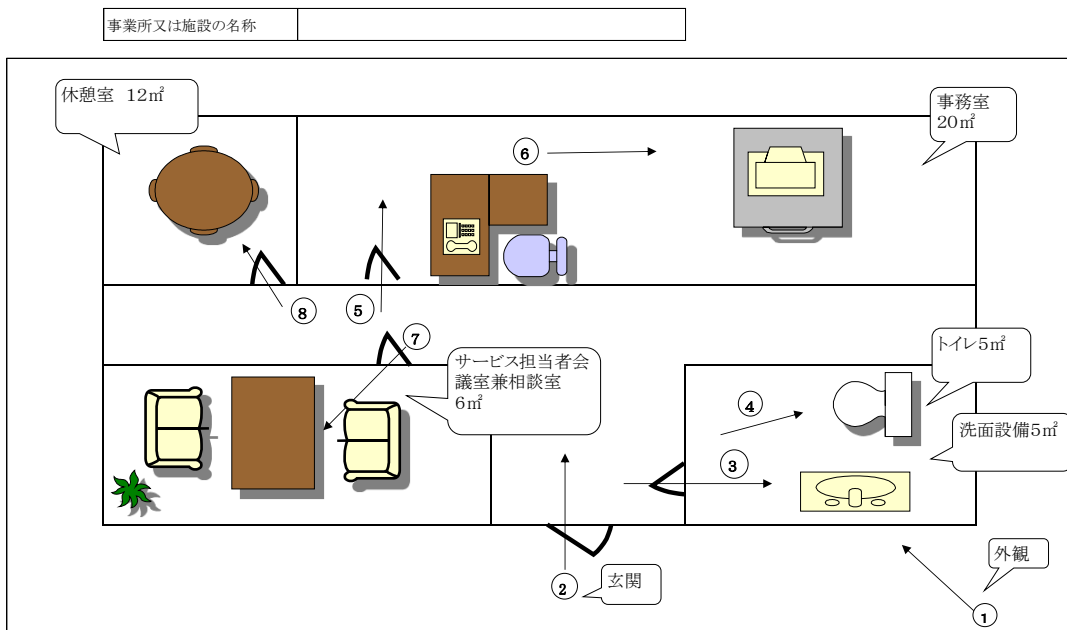 事業所又は施設の名称
休憩室 12㎡
事務室
20㎡
⑥
⑧
⑤
⑦
サービス担当者会
議室兼相談室
6㎡
トイレ5㎡
④
洗面設備5㎡
③
外観
②
玄関
①